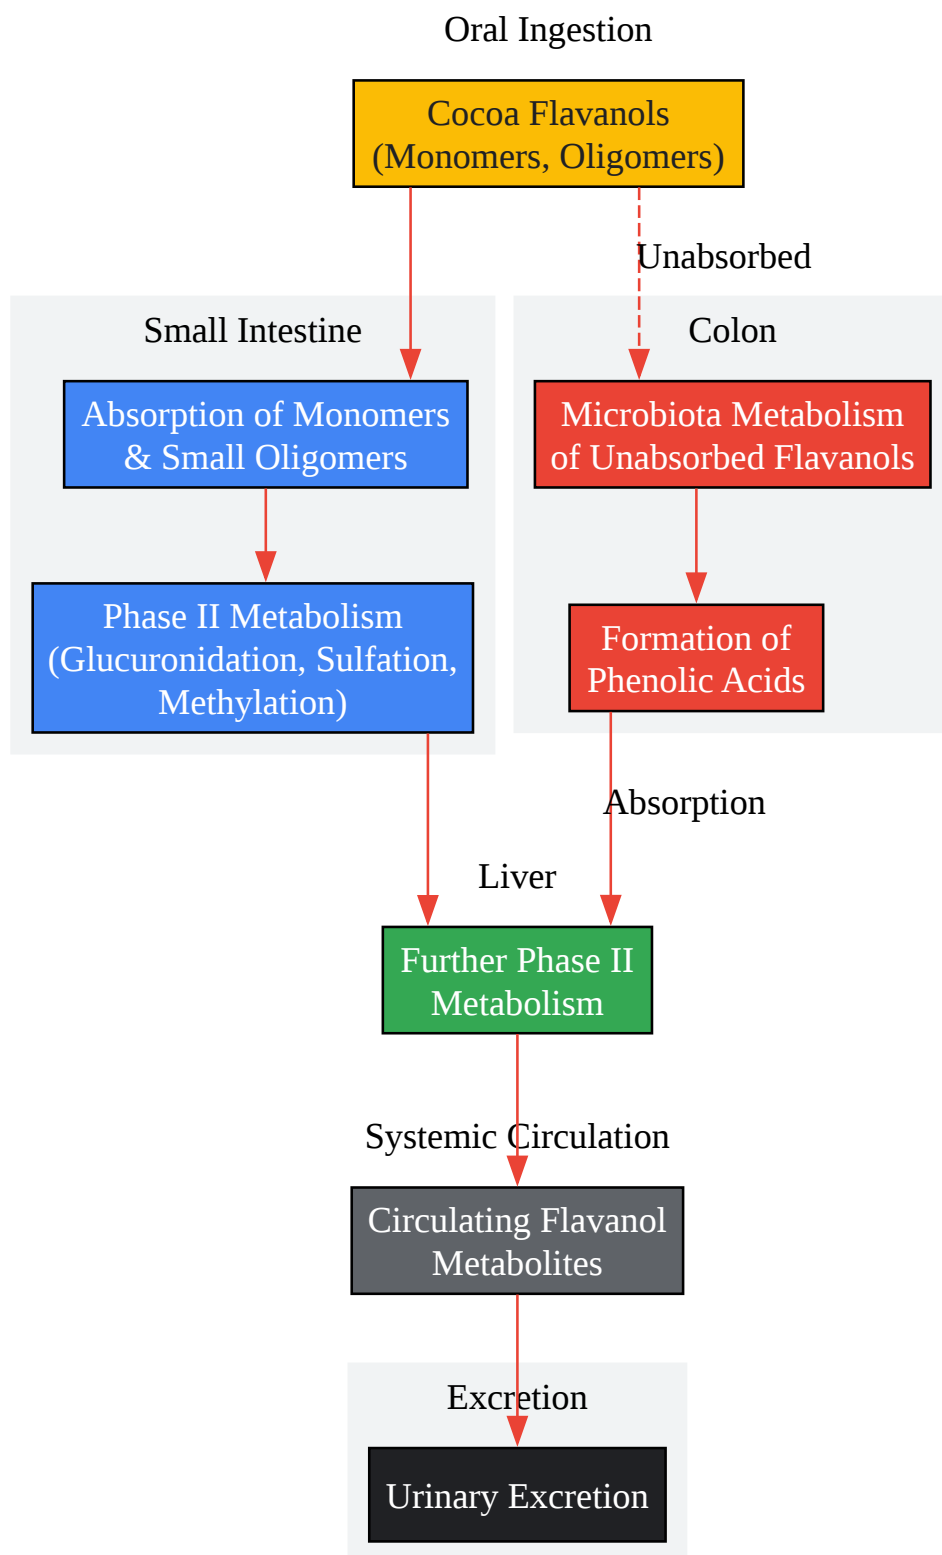 Oral Ingestion
Cocoa Flavanols
(Monomers, Oligomers)
Unabsorbed
Small Intestine
Absorption of Monomers
& Small Oligomers
Phase II Metabolism
(Glucuronidation, Sulfation,
Methylation)
Colon
Microbiota Metabolism
of Unabsorbed Flavanols
Formation of
Phenolic Acids
Absorption
Liver
Further Phase II
Metabolism
Systemic Circulation
Circulating Flavanol
Metabolites
Excretion
Urinary Excretion